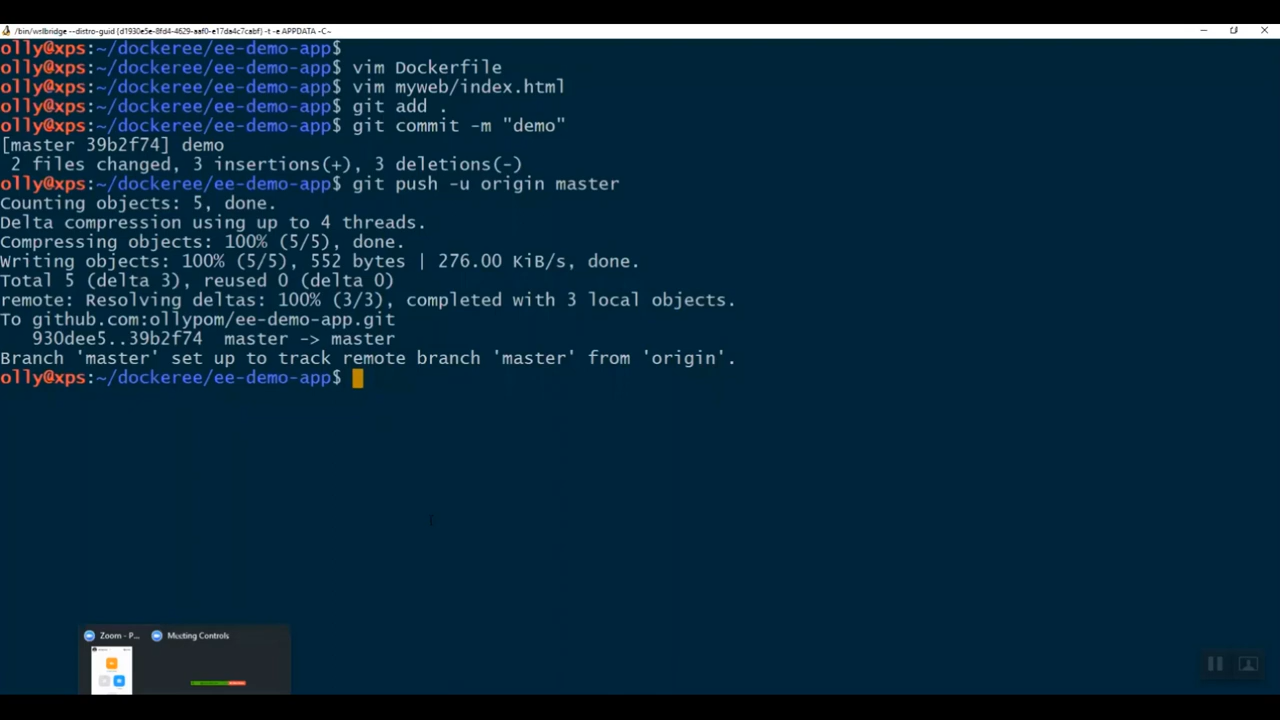 /bin/wslbridge --distro-guid [d1930e5e-8fd4-4629-aaf0-e17da4c7cabf} -t -e APPDATA -C~
olly@xps:~/dockeree/ee-demo-app$
olly@xps:~/dockeree/ee-demo-app$ vim Dockerfile
olly@xps:~/dockeree/ee-demo-app$ vim myweb/index.html
olly@xps:~/dockeree/ee-demo-app$ git add .
olly@xps:~/dockeree/ee-demo-app$ git commit -m "demo"
[master 39b2f74] demo
2 files changed, 3 insertions(+), 3 deletions(-)
olly@xps:~/dockeree/ee-demo-app$ git push -u origin master
Counting objects: 5, done.
Delta compression using up to 4 threads.
Compressing objects: 100% (5/5), done.
Writing objects: 100% (5/5), 552 bytes | 276.00 KiB/s, done.
Total 5 (delta 3), reused 0 (delta 0)
remote: Resolving deltas: 100% (3/3), completed with 3 local objects.
To github.com:ollypom/ee-demo-app.git
930dee5..39b2f74 master -> master
Branch 'master' set up to track remote branch 'master' from 'origin'.
olly@xps:~/dockeree/ee-demo-app$
Zoom - P... Meeting Controls